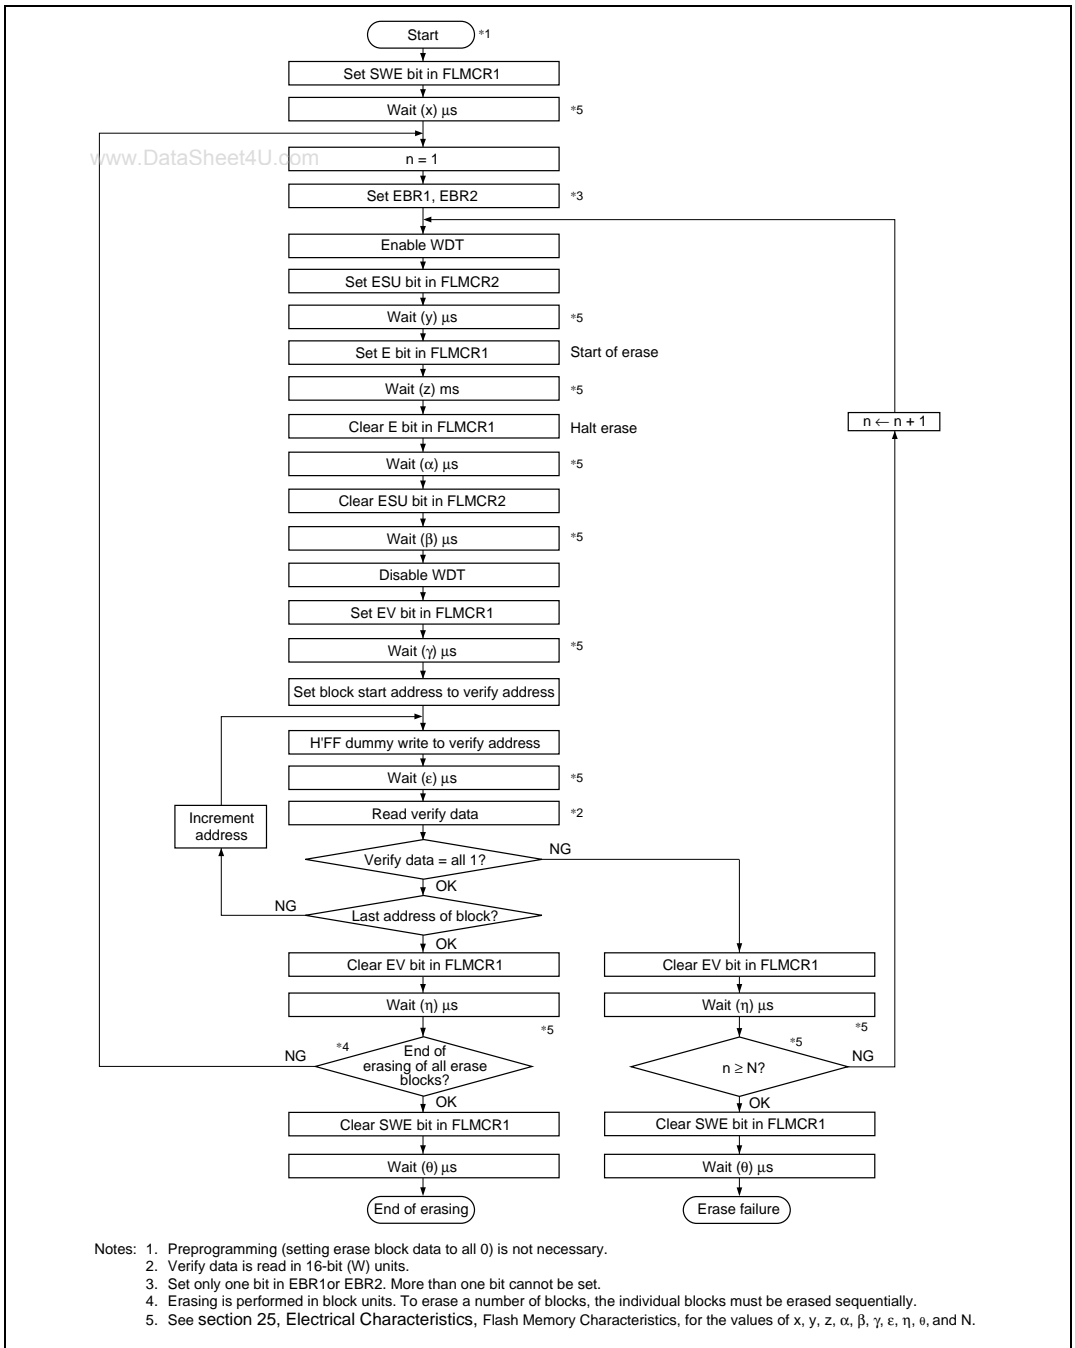 Start *1
Set SWE bit in FLMCR1
Wait (x) μs *5
www.DataSheet4U.com
n = 1
Set EBR1, EBR2 *3
Enable WDT
Set ESU bit in FLMCR2
Wait (y) μs *5
Set E bit in FLMCR1 Start of erase
Wait (z) ms *5
n ← n + 1
Clear E bit in FLMCR1 Halt erase
Wait (α) μs *5
Clear ESU bit in FLMCR2
Wait (β) μs *5
Disable WDT
Set EV bit in FLMCR1
Wait (γ) μs *5
Set block start address to verify address
H'FF dummy write to verify address
Wait (ε) μs *5
Increment
address
Read verify data *2
Verify data = all 1? NG
OK
NG Last address of block?
OK
Clear EV bit in FLMCR1 Clear EV bit in FLMCR1
Wait (η) μs Wait (η) μs
*5 *5
NG *4 End of
erasing of all erase
blocks?
*5
n ≥ N? NG
OK OK
Clear SWE bit in FLMCR1 Clear SWE bit in FLMCR1
Wait (θ) μs Wait (θ) μs
End of erasing Erase failure
Notes: 1. Preprogramming (setting erase block data to all 0) is not necessary.
2. Verify data is read in 16-bit (W) units.
3. Set only one bit in EBR1or EBR2. More than one bit cannot be set.
4. Erasing is performed in block units. To erase a number of blocks, the individual blocks must be erased sequentially.
5. See section 25, Electrical Characteristics, Flash Memory Characteristics, for the values of x, y, z, α, β, γ, ε, η, θ, and N.